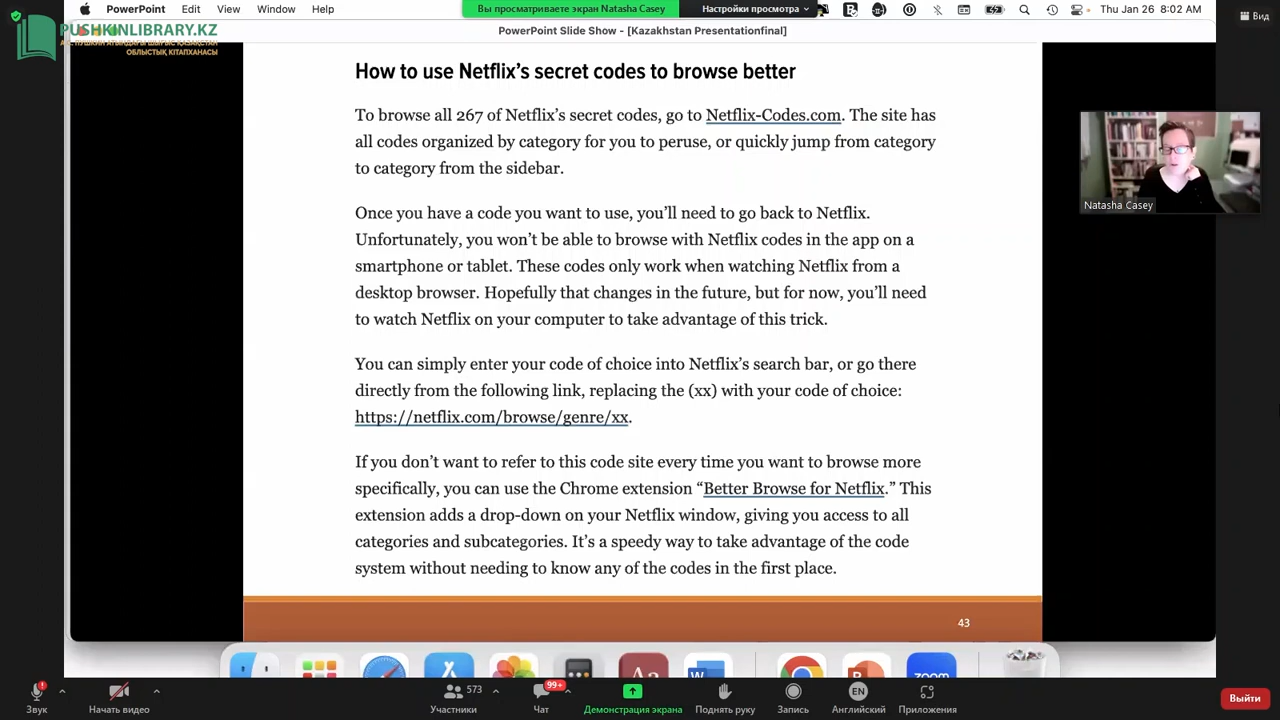 PowerPoint Edit View Window Help
Вы просматриваете экран Natasha Casey
Настройки просмотра
Thu Jan 26 8:02 AM
Вид
PUSHKINLIBRARY.KZ
ОБЛЫСТЫҚ КІТАПХАНАСЫ
PowerPoint Slide Show - [Kazakhstan Presentationfinal]
How to use Netflix’s secret codes to browse better
To browse all 267 of Netflix’s secret codes, go to Netflix-Codes.com. The site has
all codes organized by category for you to peruse, or quickly jump from category
to category from the sidebar.
Once you have a code you want to use, you’ll need to go back to Netflix.
Unfortunately, you won’t be able to browse with Netflix codes in the app on a
smartphone or tablet. These codes only work when watching Netflix from a
desktop browser. Hopefully that changes in the future, but for now, you’ll need
to watch Netflix on your computer to take advantage of this trick.
You can simply enter your code of choice into Netflix’s search bar, or go there
directly from the following link, replacing the (xx) with your code of choice:
https://netflix.com/browse/genre/xx.
If you don’t want to refer to this code site every time you want to browse more
specifically, you can use the Chrome extension “Better Browse for Netflix.” This
extension adds a drop-down on your Netflix window, giving you access to all
categories and subcategories. It’s a speedy way to take advantage of the code
system without needing to know any of the codes in the first place.
43
Natasha Casey
Aa
W
P
zoom
573
99+
EN
Звук
Начать видео
Участники
Чат
Демонстрация экрана
Поднять руку
Запись
Английский
Приложения
Выйти